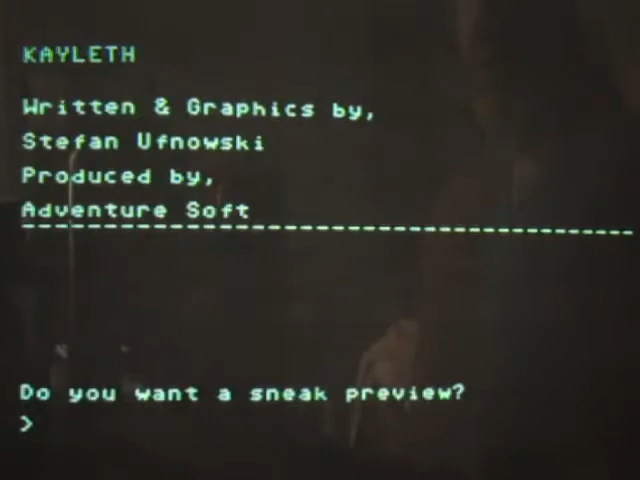 KAYLETH
Written & Graphics by,
Stefan Ufnowski
Produced by,
Adventure Soft
----------------------------------------
Do you want a sneak preview?
>